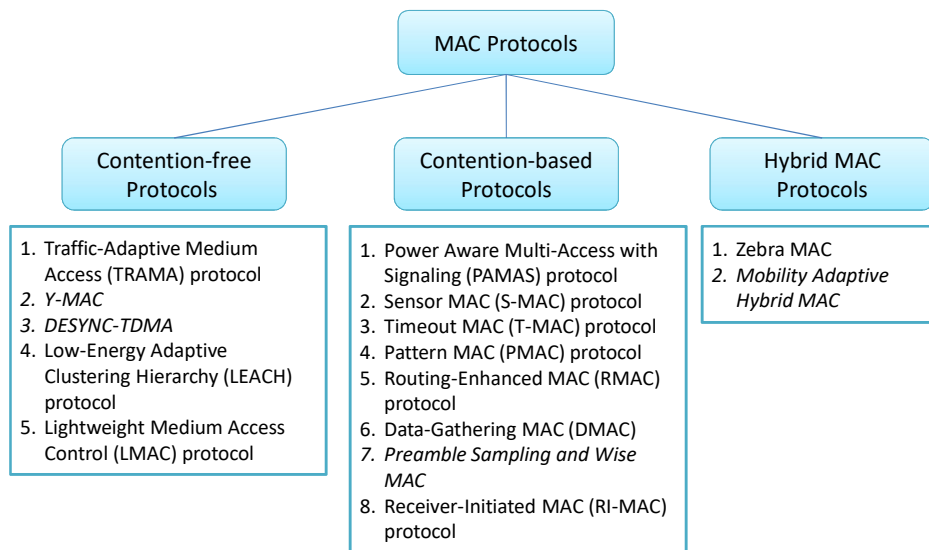 MAC Protocols
Contention-free
Protocols
Contention-based
Protocols
Hybrid MAC
Protocols
1. Traffic-Adaptive Medium
Access (TRAMA) protocol
2. Y-MAC
3. DESYNC-TDMA
4. Low-Energy Adaptive
Clustering Hierarchy (LEACH)
protocol
5. Lightweight Medium Access
Control (LMAC) protocol
1. Power Aware Multi-Access with
Signaling (PAMAS) protocol
2. Sensor MAC (S-MAC) protocol
3. Timeout MAC (T-MAC) protocol
4. Pattern MAC (PMAC) protocol
5. Routing-Enhanced MAC (RMAC)
protocol
6. Data-Gathering MAC (DMAC)
7. Preamble Sampling and Wise
MAC
8. Receiver-Initiated MAC (RI-MAC)
protocol
1. Zebra MAC
2. Mobility Adaptive
Hybrid MAC